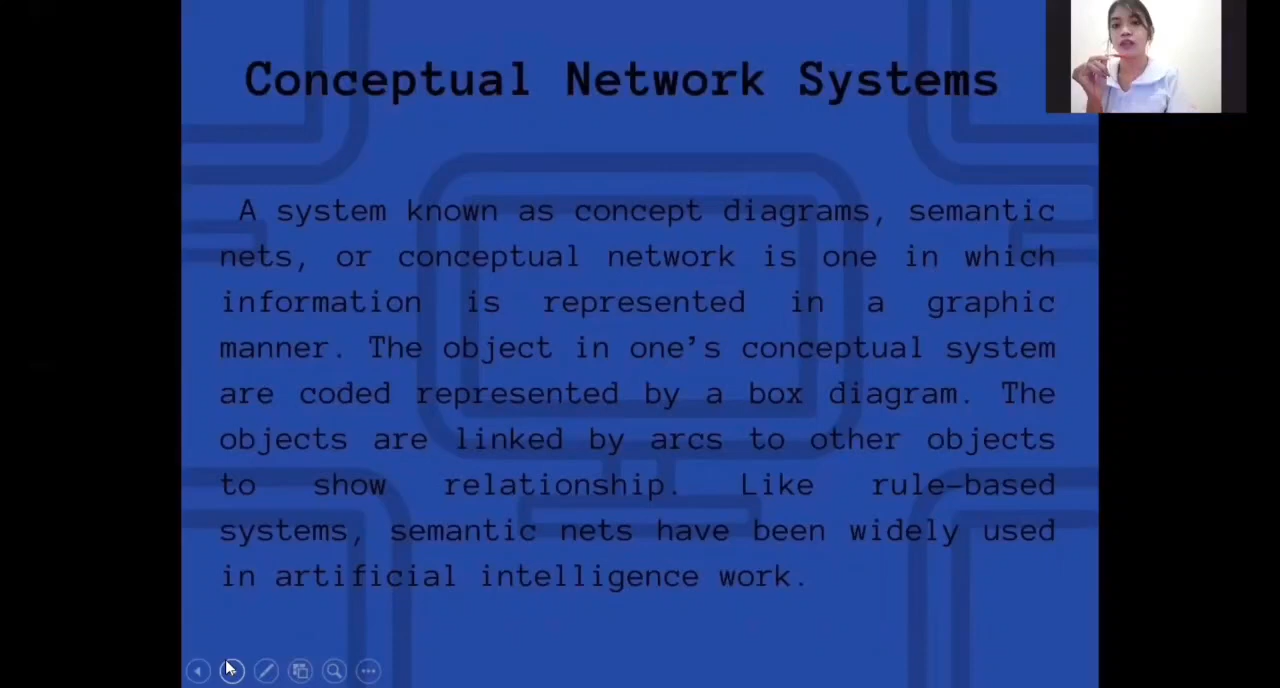 Conceptual Network Systems
A system known as concept diagrams, semantic
nets, or conceptual network is one in which
information is represented in a graphic
manner. The object in one’s conceptual system
are coded represented by a box diagram. The
objects are linked by arcs to other objects
to show relationship. Like rule-based
systems, semantic nets have been widely used
in artificial intelligence work.